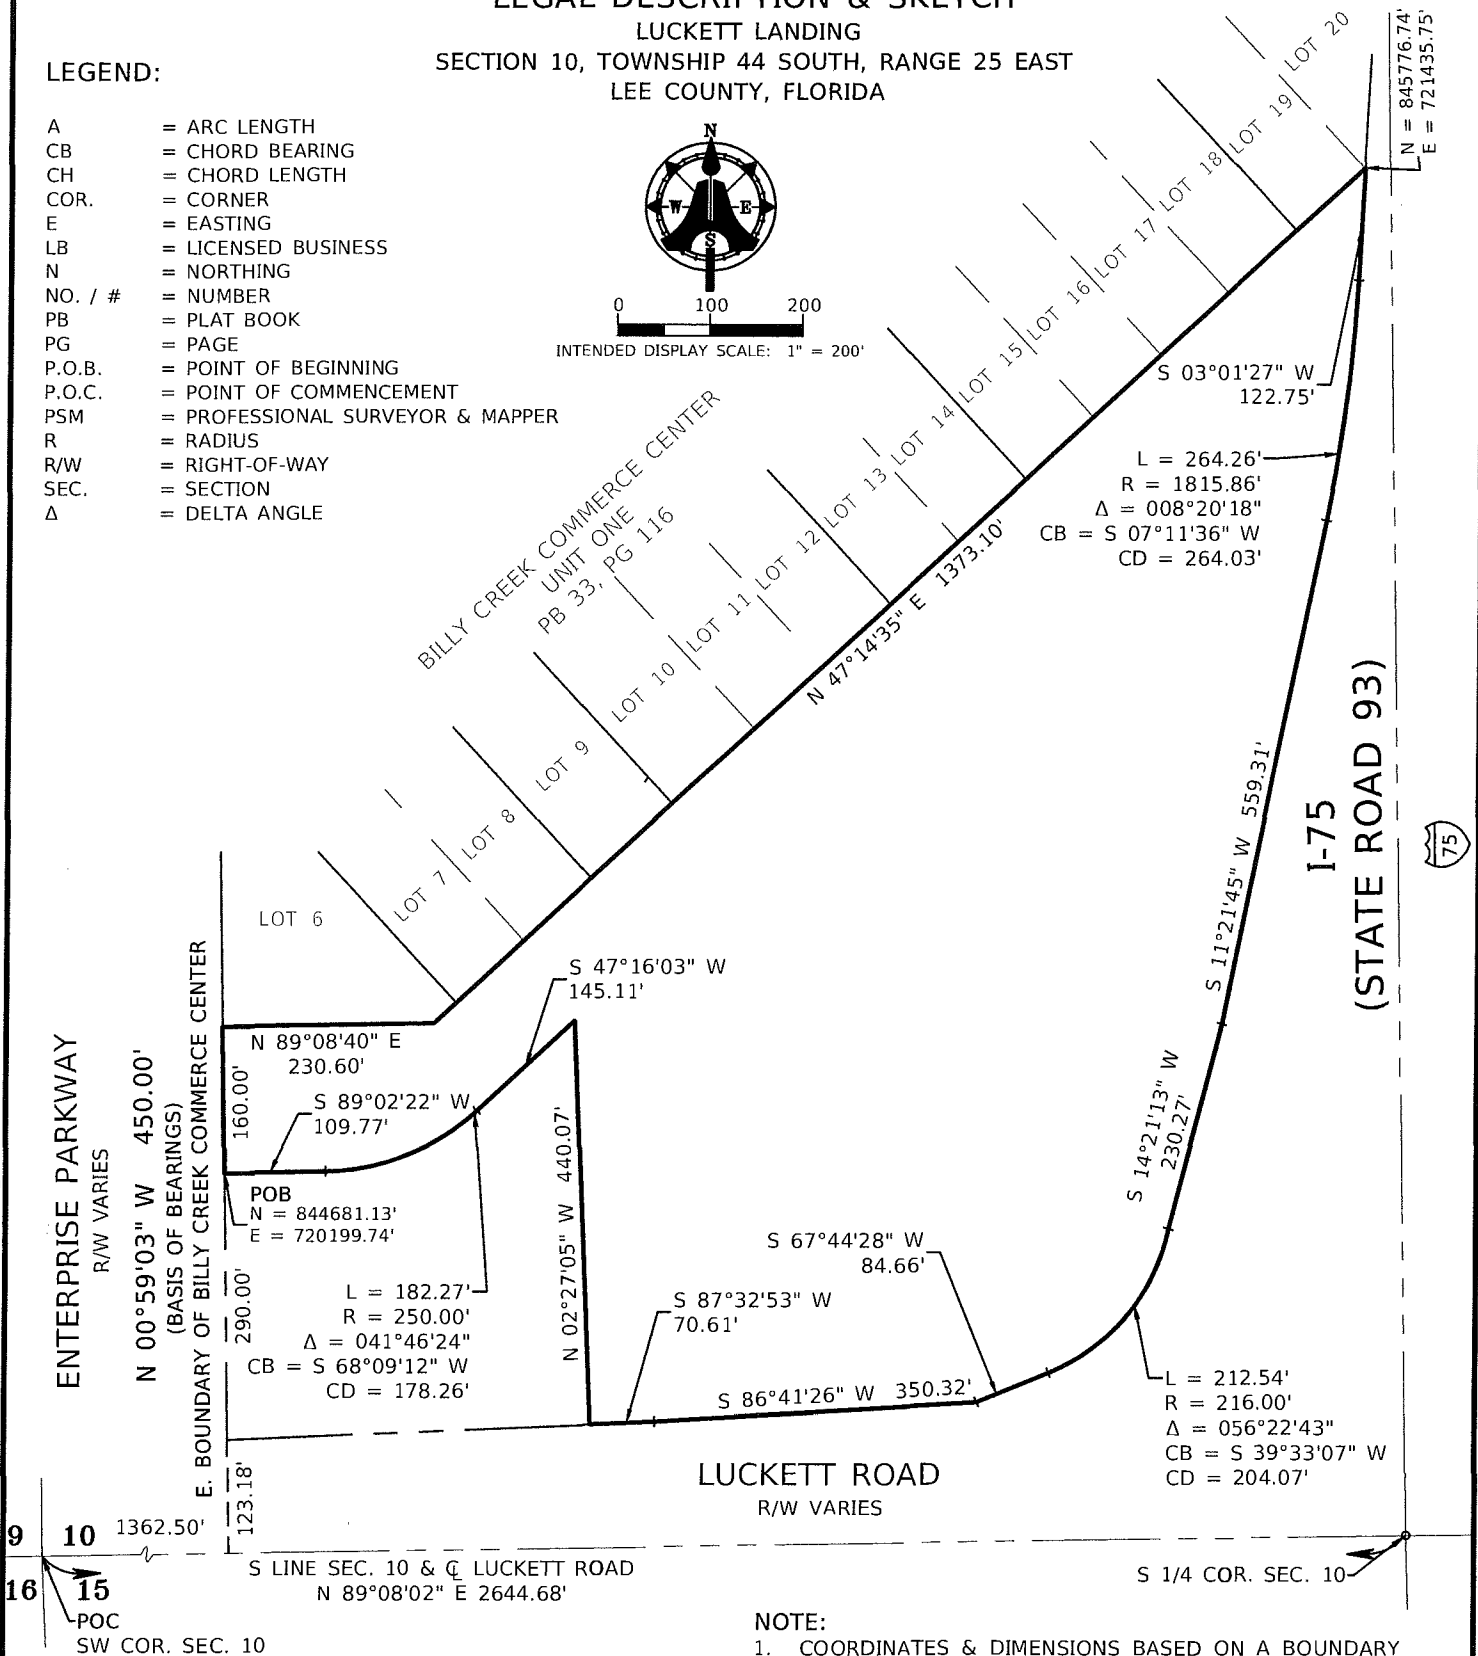 LEGAL DESCRIPTION & SKETCH
LUCKETT LANDING
SECTION 10, TOWNSHIP 44 SOUTH, RANGE 25 EAST
LEE COUNTY, FLORIDA
LEGEND:
A = ARC LENGTH
CB = CHORD BEARING
CH = CHORD LENGTH
COR. = CORNER
E = EASTING
LB = LICENSED BUSINESS
N = NORTHING
NO. / # = NUMBER
PB = PLAT BOOK
PG = PAGE
P.O.B. = POINT OF BEGINNING
P.O.C. = POINT OF COMMENCEMENT
PSM = PROFESSIONAL SURVEYOR & MAPPER
R = RADIUS
R/W = RIGHT-OF-WAY
SEC. = SECTION
Δ = DELTA ANGLE
N
W E
S
0 100 200
INTENDED DISPLAY SCALE: 1" = 200'
N = 845776.74'
E = 721435.75'
LOT 20
LOT 19
LOT 18
LOT 17
LOT 16
LOT 15
LOT 14
LOT 13
LOT 12
LOT 11
LOT 10
LOT 9
LOT 8
LOT 7
LOT 6
BILLY CREEK COMMERCE CENTER
UNIT ONE
PB 33, PG 116
N 47°14'35" E 1373.10'
S 03°01'27" W
122.75'
L = 264.26'
R = 1815.86'
Δ = 008°20'18"
CB = S 07°11'36" W
CD = 264.03'
S 11°21'45" W 559.31'
I-75
(STATE ROAD 93)
75
S 14°21'13" W
230.27'
S 47°16'03" W
145.11'
N 89°08'40" E
230.60'
160.00'
S 89°02'22" W
109.77'
POB
N = 844681.13'
E = 720199.74'
ENTERPRISE PARKWAY
R/W VARIES
N 00°59'03" W 450.00'
(BASIS OF BEARINGS)
E. BOUNDARY OF BILLY CREEK COMMERCE CENTER
290.00'
L = 182.27'
R = 250.00'
Δ = 041°46'24"
CB = S 68°09'12" W
CD = 178.26'
N 02°27'05" W 440.07'
S 87°32'53" W
70.61'
S 67°44'28" W
84.66'
S 86°41'26" W 350.32'
L = 212.54'
R = 216.00'
Δ = 056°22'43"
CB = S 39°33'07" W
CD = 204.07'
LUCKETT ROAD
R/W VARIES
123.18'
9 10
1362.50'
16 15
S LINE SEC. 10 & ℄ LUCKETT ROAD
N 89°08'02" E 2644.68'
S 1/4 COR. SEC. 10
POC
SW COR. SEC. 10
NOTE:
1. COORDINATES & DIMENSIONS BASED ON A BOUNDARY